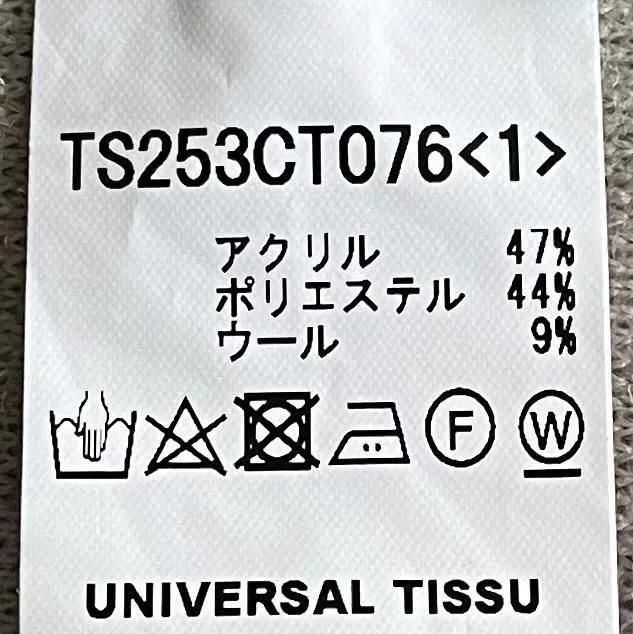 TS253CT076<1>
アクリル 47%
ポリエステル 44%
ウール 9%
F W
UNIVERSAL TISSU